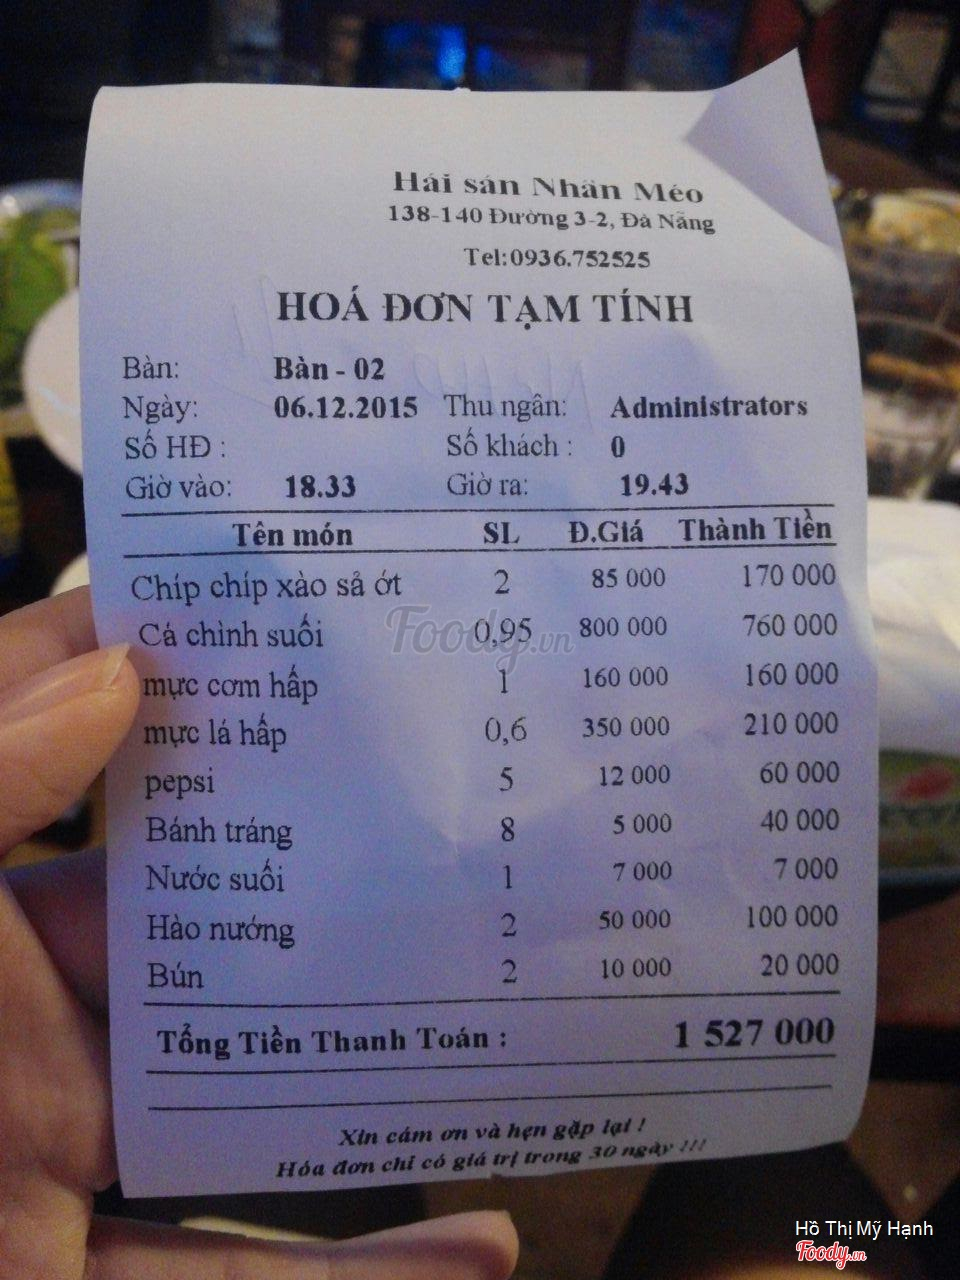 Hải sản Nhân Méo
138-140 Đường 3-2, Đà Nẵng
Tel:0936.752525
HOÁ ĐƠN TẠM TÍNH
Bàn: Bàn - 02
Ngày: 06.12.2015 Thu ngân: Administrators
Số HĐ : Số khách : 0
Giờ vào: 18.33 Giờ ra: 19.43
Tên món SL Đ.Giá Thành Tiền
Chíp chíp xào sả ớt 2 85 000 170 000
Cá chình suối 0,95 800 000 760 000
mực cơm hấp 1 160 000 160 000
mực lá hấp 0,6 350 000 210 000
pepsi 5 12 000 60 000
Bánh tráng 8 5 000 40 000
Nước suối 1 7 000 7 000
Hào nướng 2 50 000 100 000
Bún 2 10 000 20 000
Tổng Tiền Thanh Toán : 1 527 000
Xin cám ơn và hẹn gặp lại !
Hóa đơn chỉ có giá trị trong 30 ngày !!!
Foody.vn
Hồ Thị Mỹ Hạnh
Foody.vn